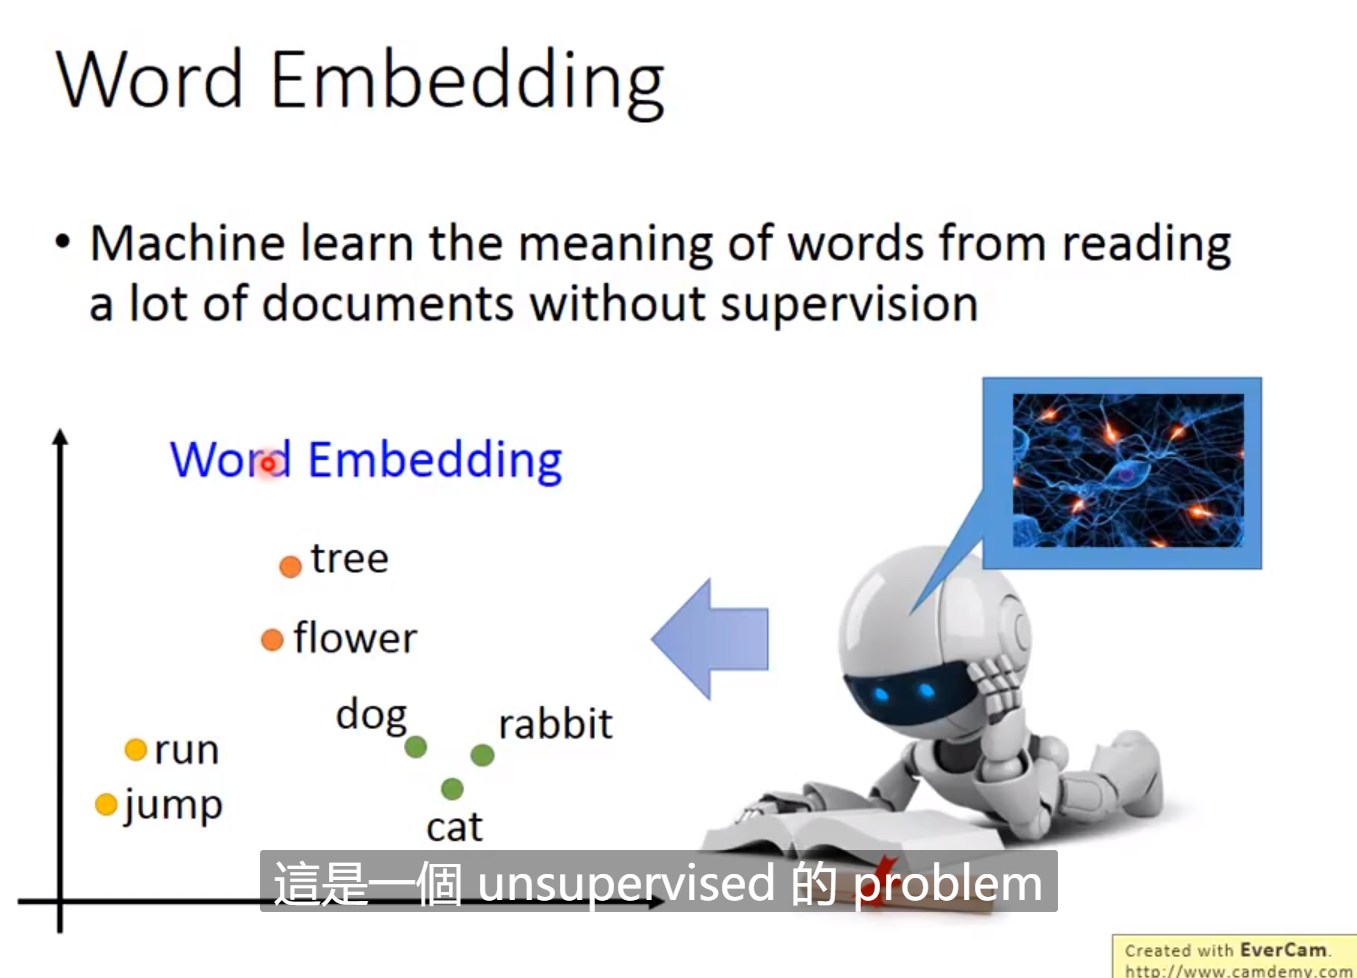 Word Embedding
• Machine learn the meaning of words from reading
a lot of documents without supervision
Word Embedding
tree
flower
dog
rabbit
run
jump
cat
這是一個 unsupervised 的 problem
Created with EverCam.
http://www.camdemy.com